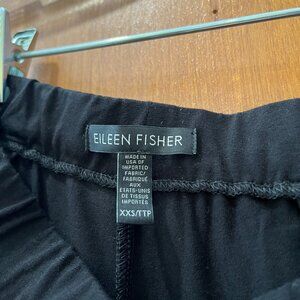 EILEEN FISHER
MADE IN
USA OF
IMPORTED
FABRIC/
FABRIQUÉ
AUX
ÉTATS-UNIS
DE TISSUS
IMPORTÉS
XXS/TTP